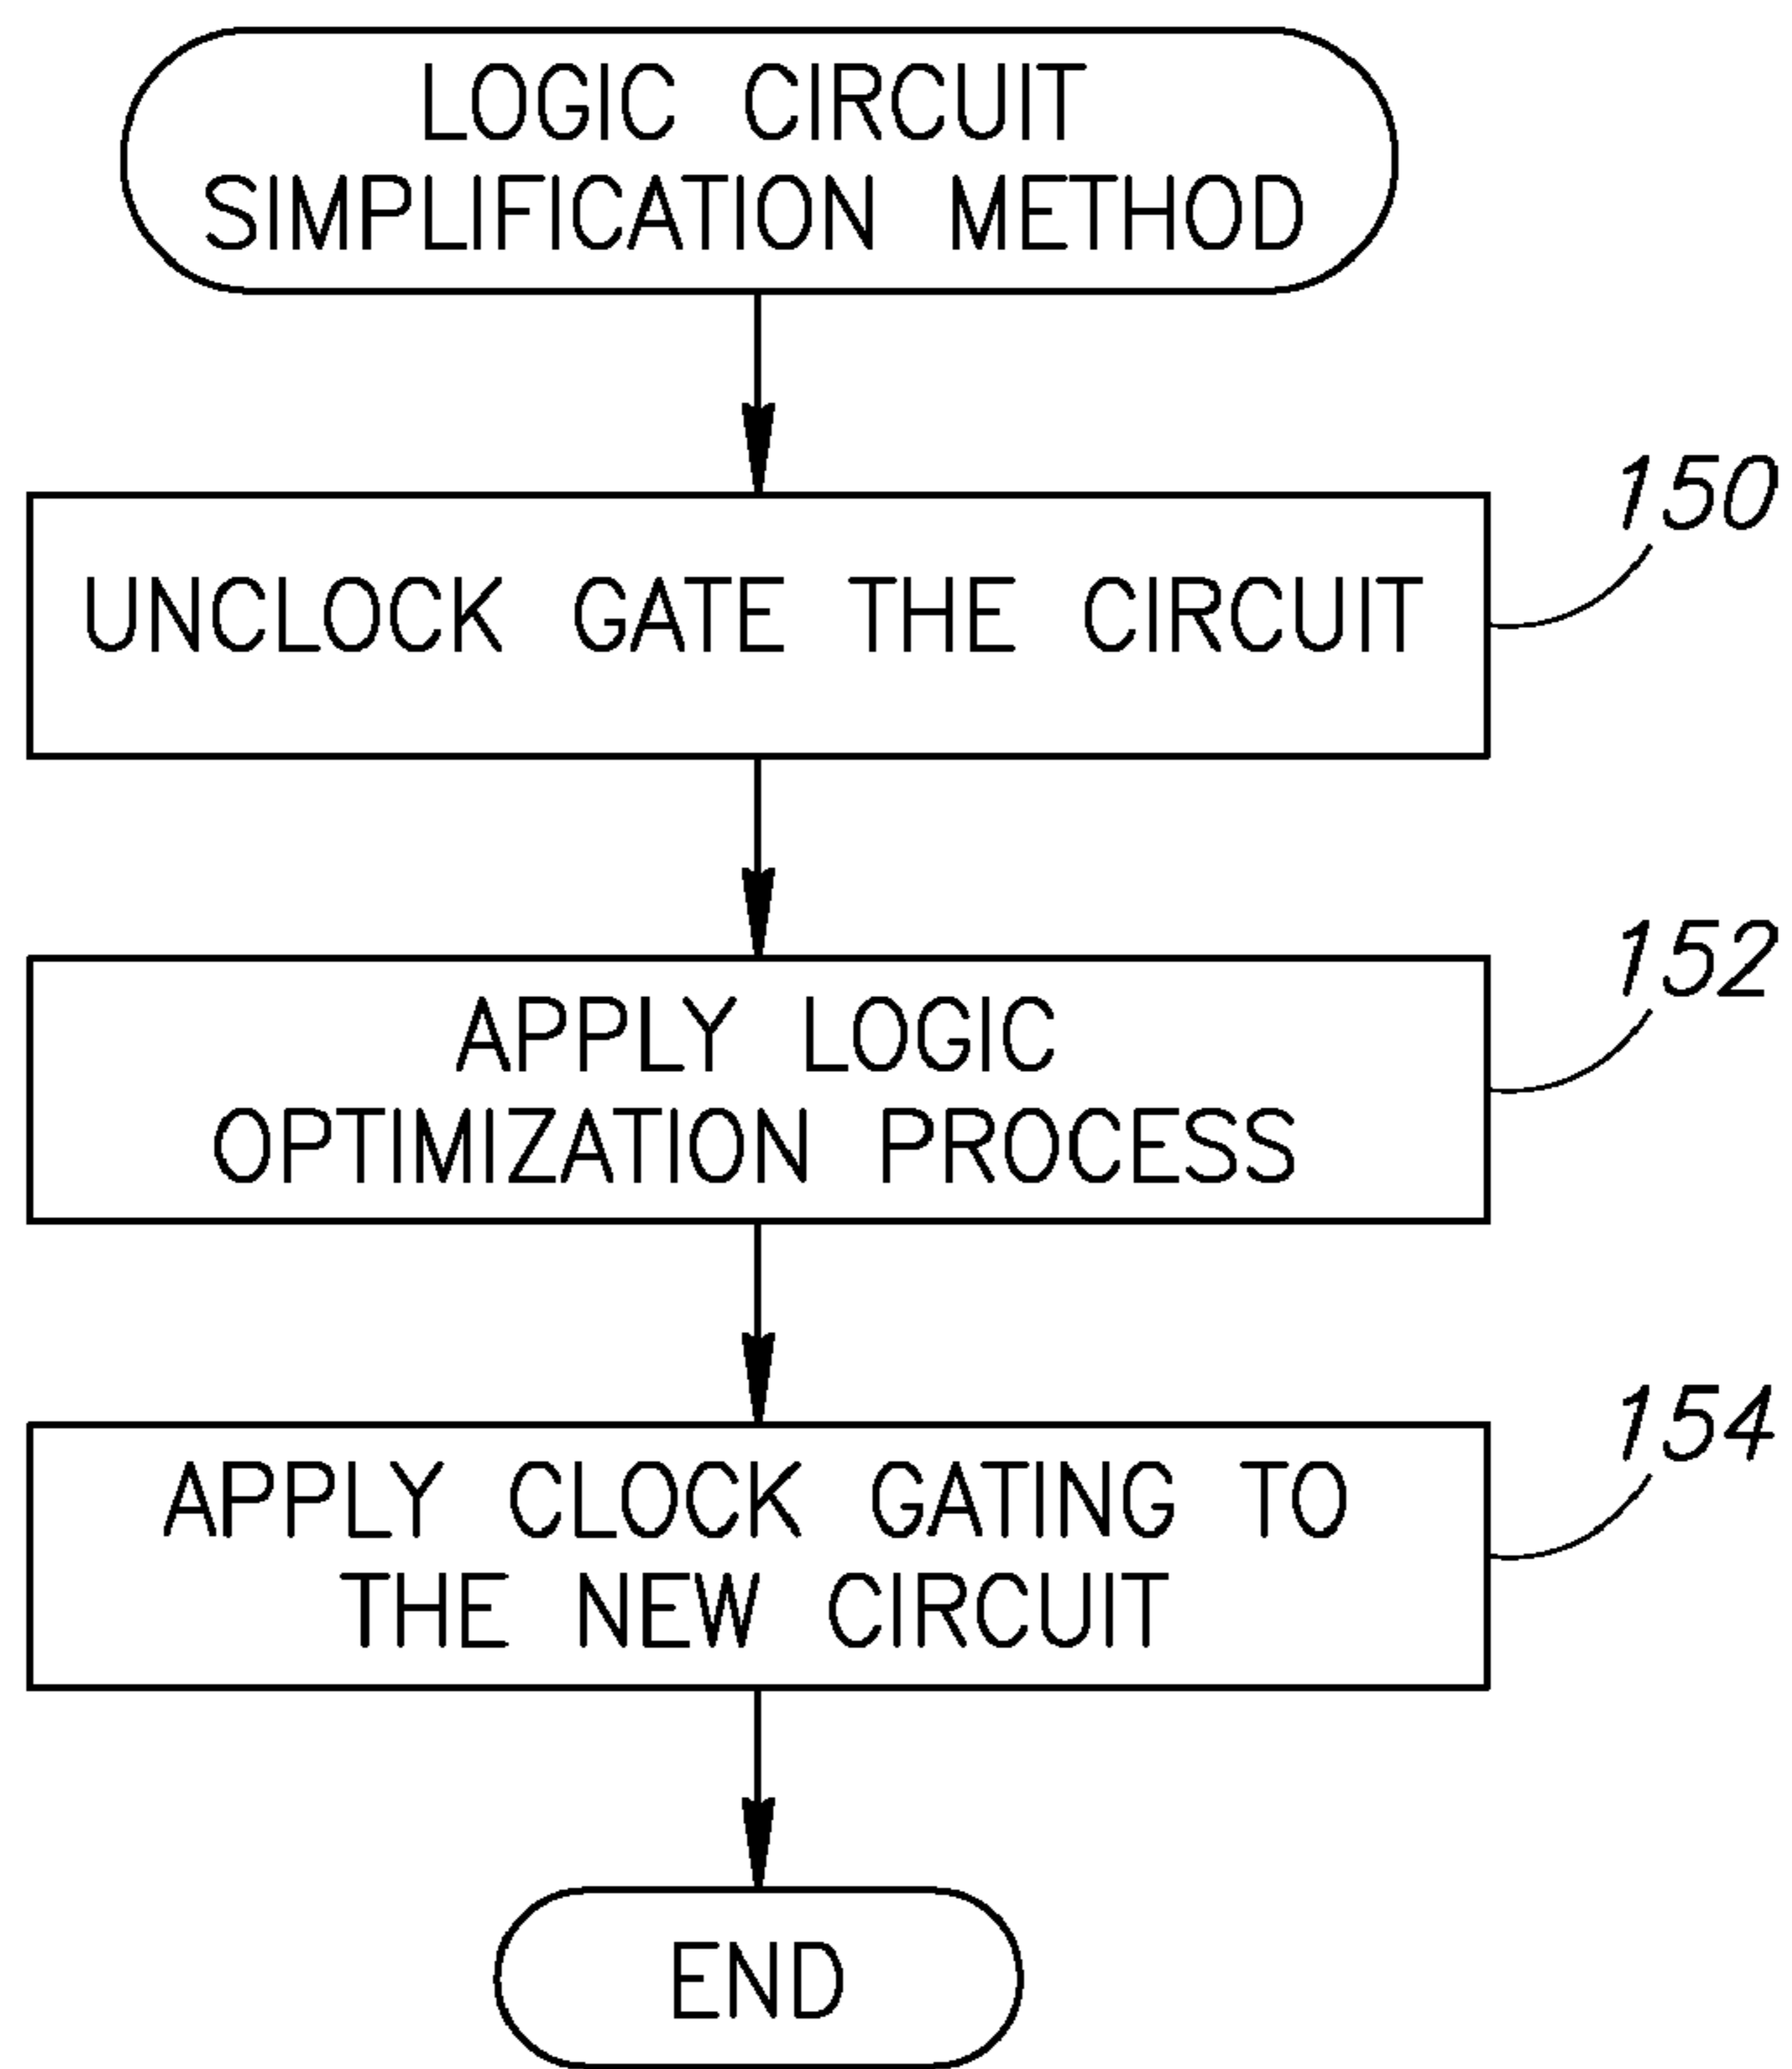 LOGIC CIRCUIT
SIMPLIFICATION METHOD
150
UNCLOCK GATE THE CIRCUIT
152
APPLY LOGIC
OPTIMIZATION PROCESS
154
APPLY CLOCK GATING TO
THE NEW CIRCUIT
END